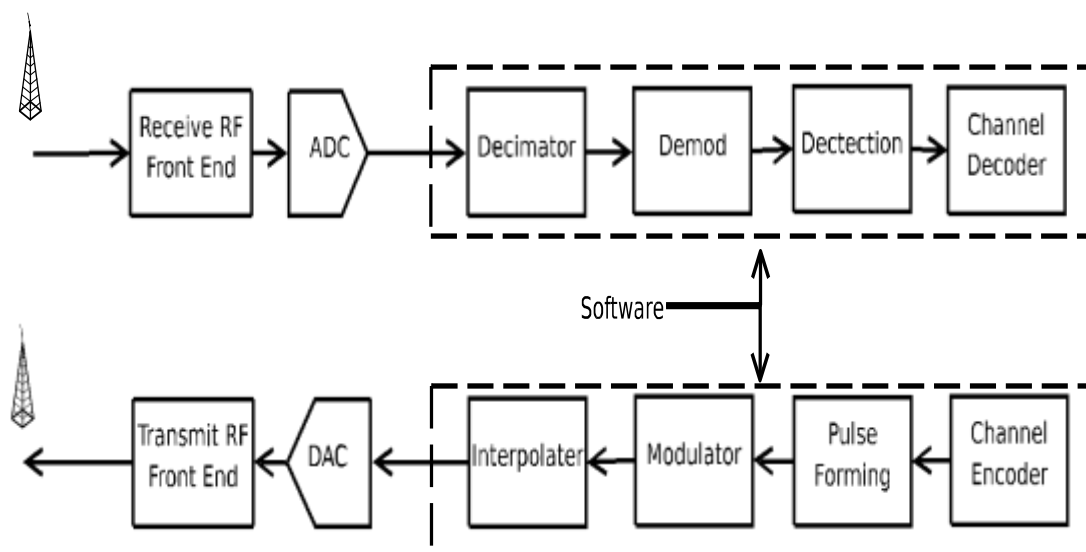 Receive RF
Front End
ADC
Decimator
Demod
Dectection
Channel
Decoder
Software
Transmit RF
Front End
DAC
Interpolater
Modulator
Pulse
Forming
Channel
Encoder